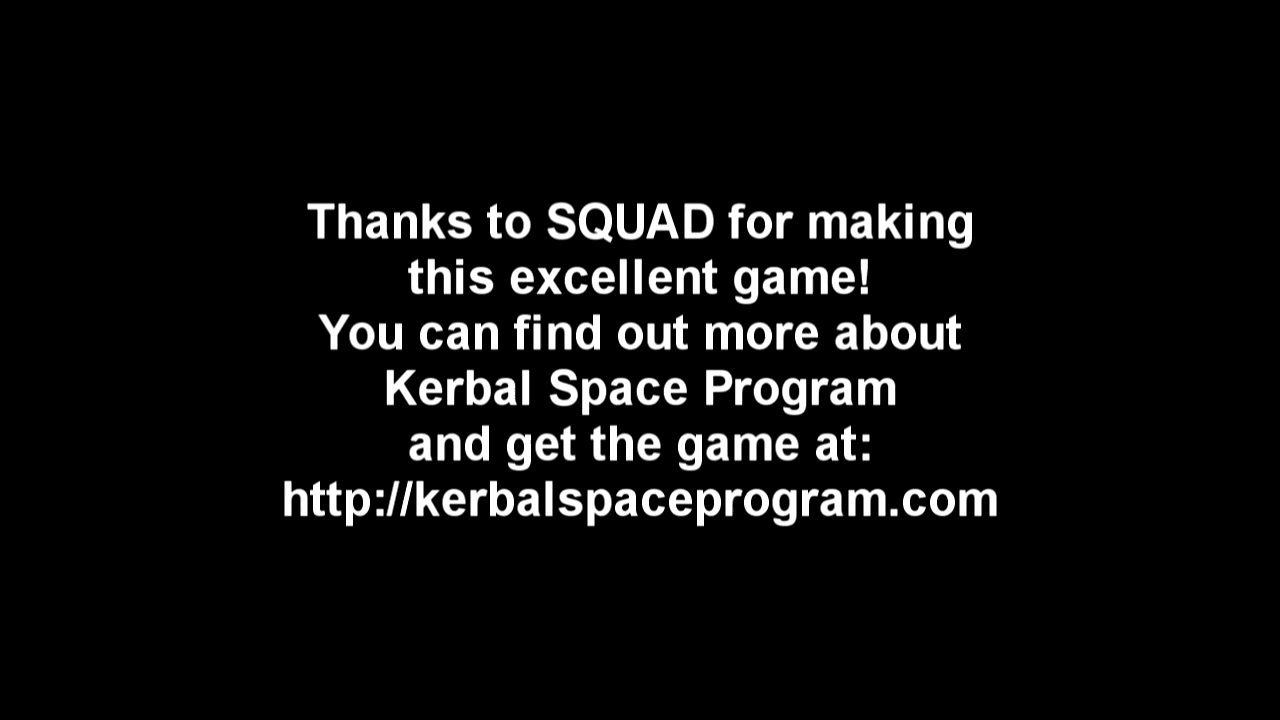 Thanks to SQUAD for making
this excellent game!
You can find out more about
Kerbal Space Program
and get the game at:
http://kerbalspaceprogram.com